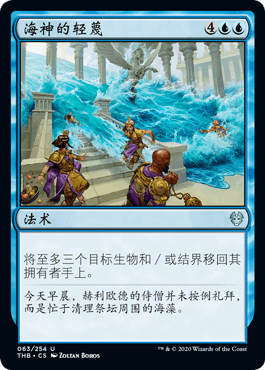 海神的轻蔑 4
法术
将至多三个目标生物和／或结界移回其
拥有者手上。
今天早晨，赫利欧德的侍僧并未按例礼拜，
而是忙于清理祭坛周围的海藻。
063/254 U
THB • CS ZOLTAN BOROS
™ & © 2020 Wizards of the Coast